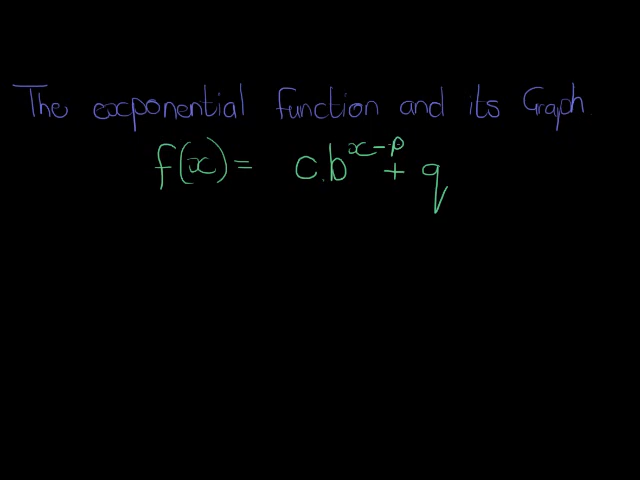 The exponential function and its Graph.
f(x) = c.b^{x-p} + q